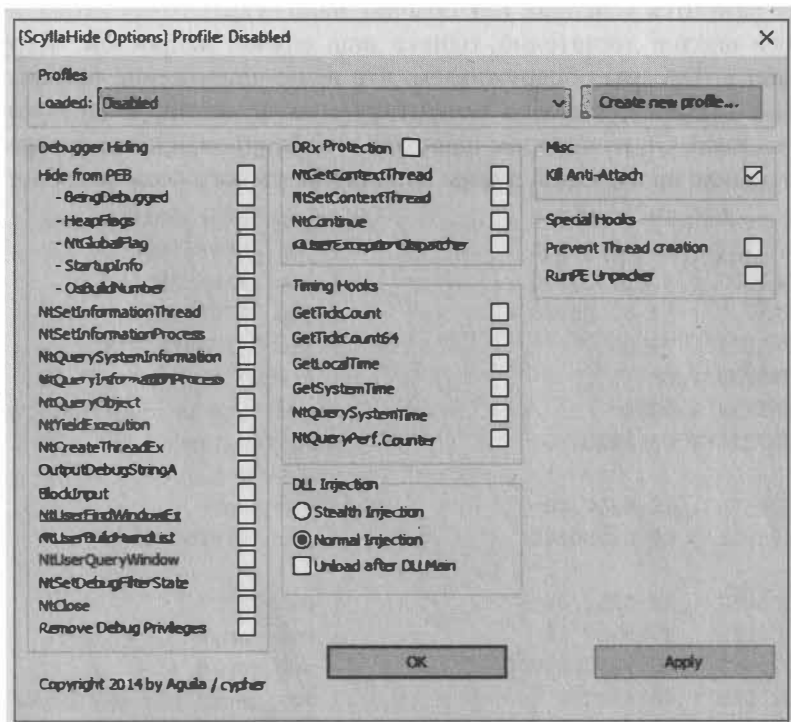 [ScyllaHide Options] Profile: Disabled
Profiles
Loaded: Disabled
Create new profile...
Debugger Hiding
Hide from PEB
- BeingDebugged
- HeapFlags
- NtGlobalFlag
- StartupInfo
- OsBuildNumber
NtSetInformationThread
NtSetInformationProcess
NtQuerySystemInformation
NtQueryInformationProcess
NtQueryObject
NtYieldExecution
NtCreateThreadEx
OutputDebugStringA
BlockInput
NtUserFindWindowEx
NtUserBuildHwndList
NtUserQueryWindow
NtSetDebugFilterState
NtClose
Remove Debug Privileges
DRx Protection
NtGetContextThread
NtSetContextThread
NtContinue
KiUserExceptionDispatcher
Timing Hooks
GetTickCount
GetTickCount64
GetLocalTime
GetSystemTime
NtQuerySystemTime
NtQueryPerf.Counter
DLL Injection
Stealth Injection
Normal Injection
Unload after DLLMain
Misc
Kill Anti-Attach
Special Hooks
Prevent Thread creation
RunPE Unpacker
OK
Apply
Copyright 2014 by Aguila / cypher